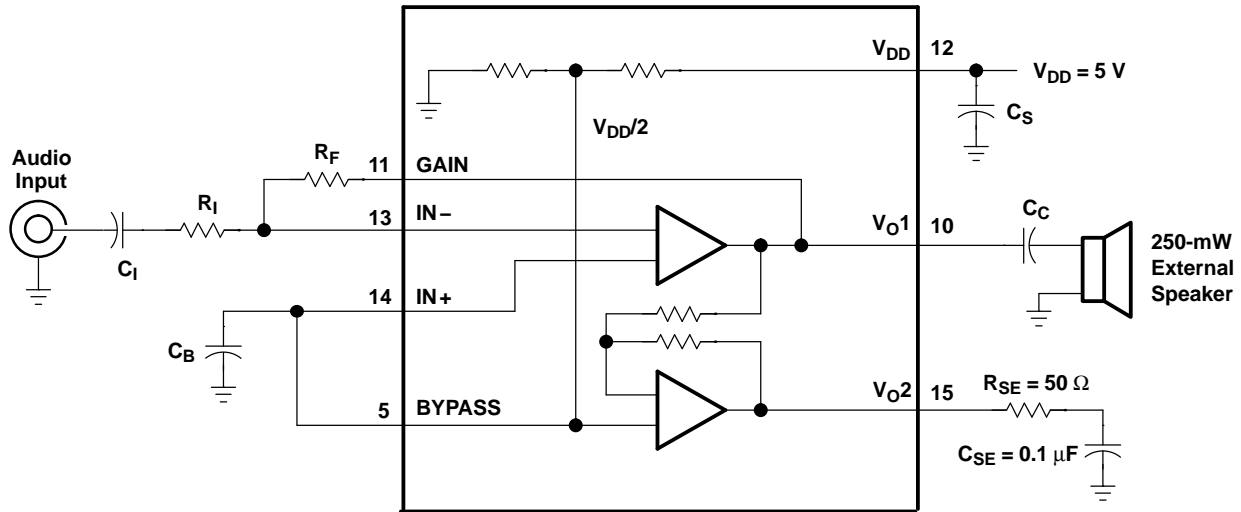 V_DD 12
V_DD = 5 V
C_S
V_DD/2
Audio
Input
R_F
11 GAIN
R_I
13 IN−
C_I
V_O1 10
C_C
250-mW
External
Speaker
14 IN+
C_B
5 BYPASS
V_O2 15
R_SE = 50 Ω
C_SE = 0.1 μF